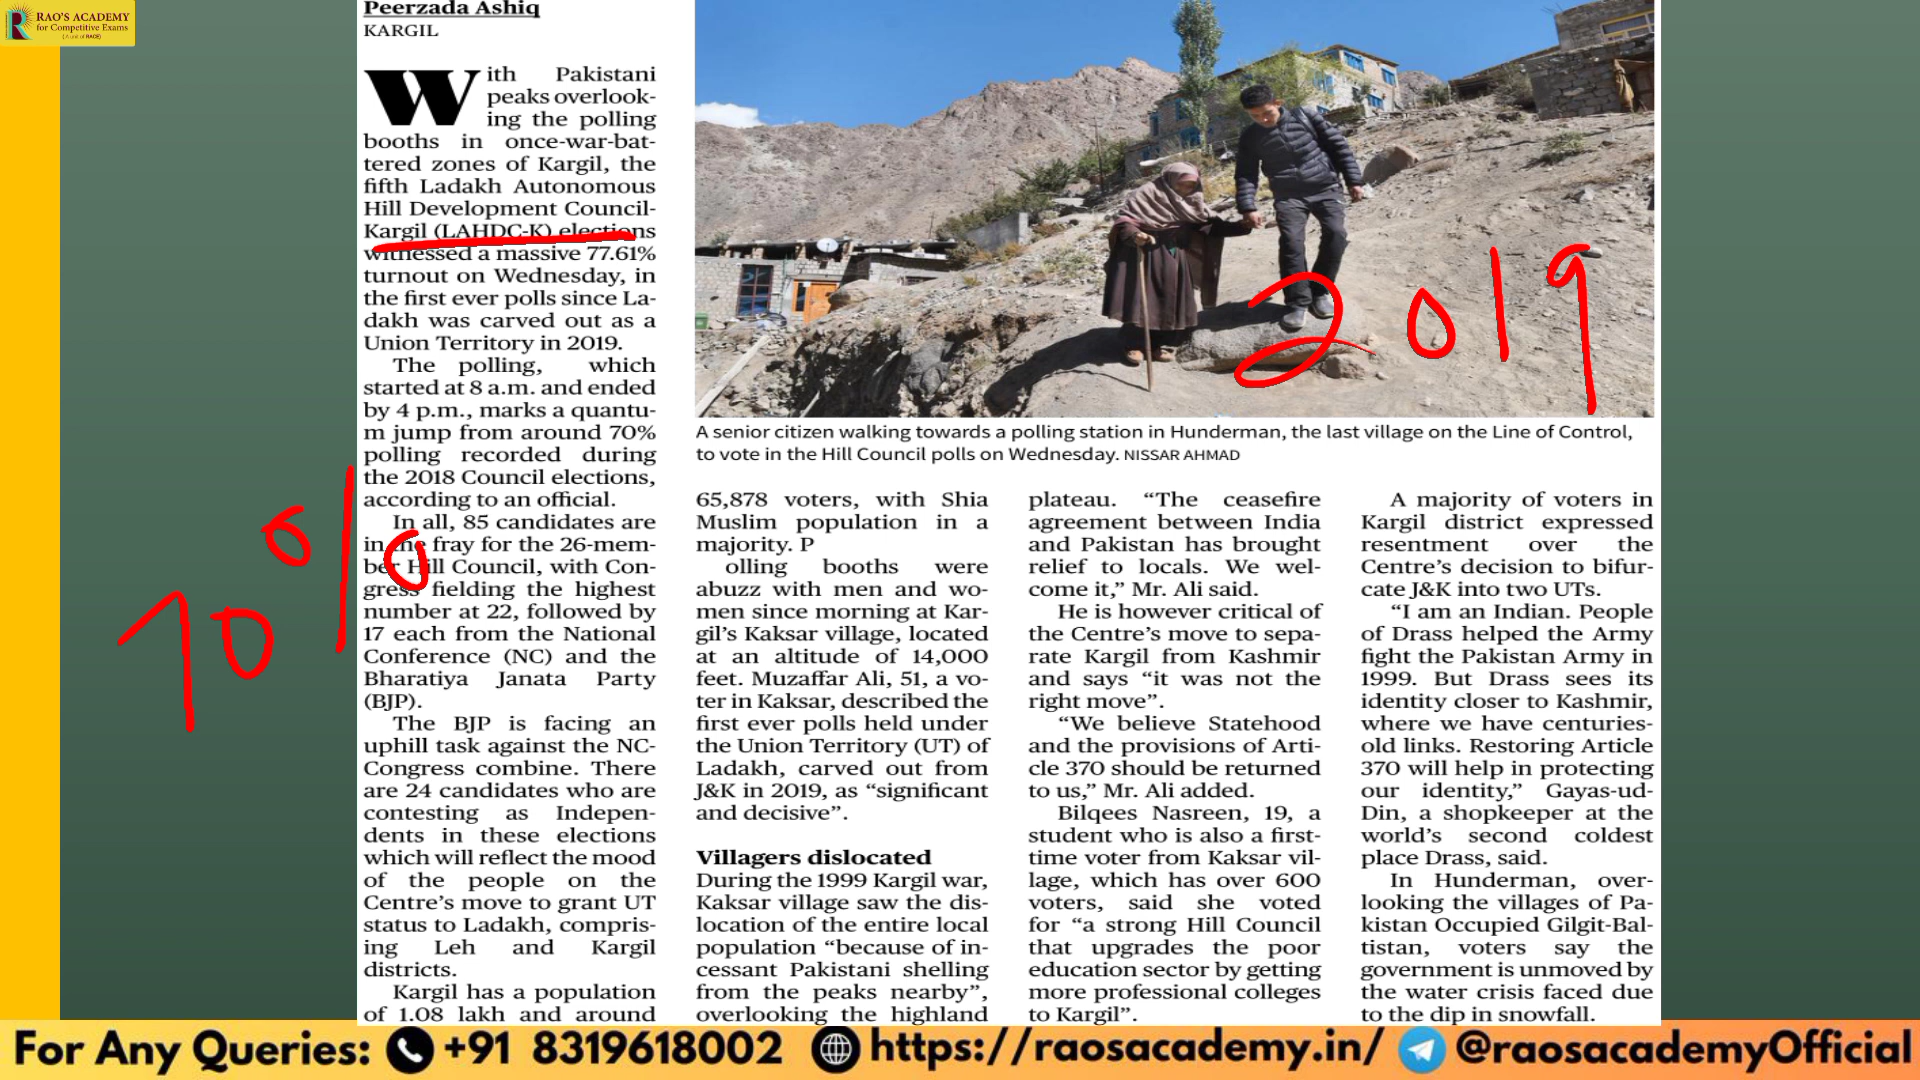 RAO'S ACADEMY
for Competitive Exams
(A unit of RACE)
Peerzada Ashiq
KARGIL
With Pakistani
peaks overlook-
ing the polling
booths in once-war-bat-
tered zones of Kargil, the
fifth Ladakh Autonomous
Hill Development Council-
Kargil (LAHDC-K) elections
witnessed a massive 77.61%
turnout on Wednesday, in
the first ever polls since La-
dakh was carved out as a
Union Territory in 2019.
The polling, which
started at 8 a.m. and ended
by 4 p.m., marks a quantu-
m jump from around 70%
polling recorded during
the 2018 Council elections,
according to an official.
In all, 85 candidates are
in the fray for the 26-mem-
ber Hill Council, with Con-
gress fielding the highest
number at 22, followed by
17 each from the National
Conference (NC) and the
Bharatiya Janata Party
(BJP).
The BJP is facing an
uphill task against the NC-
Congress combine. There
are 24 candidates who are
contesting as Indepen-
dents in these elections
which will reflect the mood
of the people on the
Centre's move to grant UT
status to Ladakh, compris-
ing Leh and Kargil
districts.
Kargil has a population
of 1.08 lakh and around
70%
2019
A senior citizen walking towards a polling station in Hunderman, the last village on the Line of Control,
to vote in the Hill Council polls on Wednesday. NISSAR AHMAD
65,878 voters, with Shia
Muslim population in a
majority. P
olling booths were
abuzz with men and wo-
men since morning at Kar-
gil's Kaksar village, located
at an altitude of 14,000
feet. Muzaffar Ali, 51, a vo-
ter in Kaksar, described the
first ever polls held under
the Union Territory (UT) of
Ladakh, carved out from
J&K in 2019, as “significant
and decisive”.
Villagers dislocated
During the 1999 Kargil war,
Kaksar village saw the dis-
location of the entire local
population “because of in-
cessant Pakistani shelling
from the peaks nearby”,
overlooking the highland
plateau. “The ceasefire
agreement between India
and Pakistan has brought
relief to locals. We wel-
come it,” Mr. Ali said.
He is however critical of
the Centre's move to sepa-
rate Kargil from Kashmir
and says “it was not the
right move”.
“We believe Statehood
and the provisions of Arti-
cle 370 should be returned
to us,” Mr. Ali added.
Bilqees Nasreen, 19, a
student who is also a first-
time voter from Kaksar vil-
lage, which has over 600
voters, said she voted
for “a strong Hill Council
that upgrades the poor
education sector by getting
more professional colleges
to Kargil”.
A majority of voters in
Kargil district expressed
resentment over the
Centre's decision to bifur-
cate J&K into two UTs.
“I am an Indian. People
of Drass helped the Army
fight the Pakistan Army in
1999. But Drass sees its
identity closer to Kashmir,
where we have centuries-
old links. Restoring Article
370 will help in protecting
our identity,” Gayas-ud-
Din, a shopkeeper at the
world's second coldest
place Drass, said.
In Hunderman, over-
looking the villages of Pa-
kistan Occupied Gilgit-Bal-
tistan, voters say the
government is unmoved by
the water crisis faced due
to the dip in snowfall.
For Any Queries: +91 8319618002 https://raosacademy.in/ @raosacademyOfficial